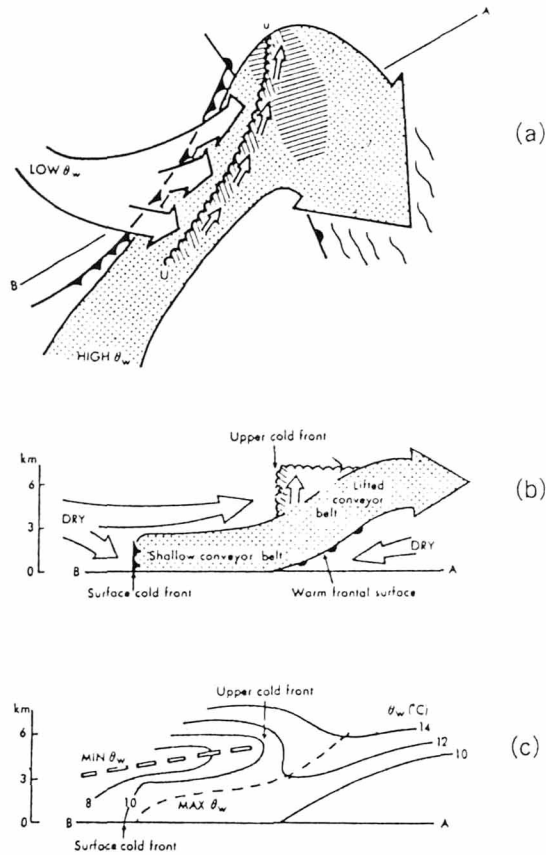 U
A
(a)
LOW θw
B
U
HIGH θw
Upper cold front
km
6
3
0
DRY
Lifted
conveyor
belt
(b)
Shallow conveyor belt
DRY
B
A
Surface cold front
Warm frontal surface
Upper cold front
km
6
3
0
θw (°C)
14
12
10
(c)
MIN θw
8
10
MAX θw
B
A
Surface cold front